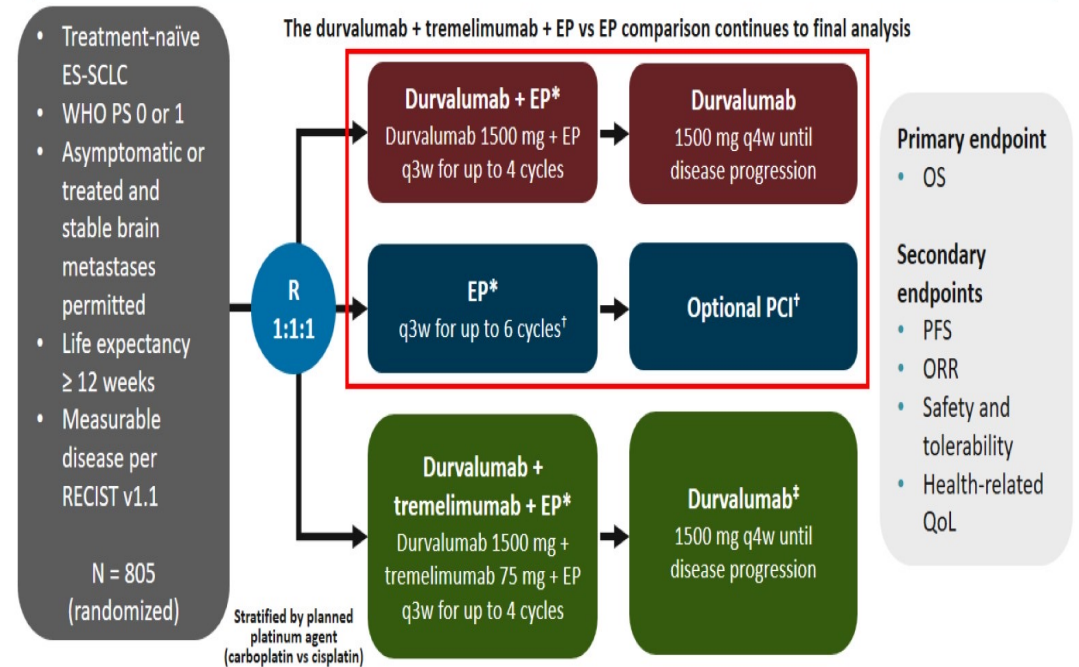 The durvalumab + tremelimumab + EP vs EP comparison continues to final analysis
• Treatment-naïve
ES-SCLC
• WHO PS 0 or 1
• Asymptomatic or
treated and
stable brain
metastases
permitted
• Life expectancy
≥ 12 weeks
• Measurable
disease per
RECIST v1.1
N = 805
(randomized)
R
1:1:1
Stratified by planned
platinum agent
(carboplatin vs cisplatin)
Durvalumab + EP*
Durvalumab 1500 mg + EP
q3w for up to 4 cycles
Durvalumab
1500 mg q4w until
disease progression
EP*
q3w for up to 6 cycles†
Optional PCI†
Durvalumab +
tremelimumab + EP*
Durvalumab 1500 mg +
tremelimumab 75 mg + EP
q3w for up to 4 cycles
Durvalumab‡
1500 mg q4w until
disease progression
Primary endpoint
• OS
Secondary
endpoints
• PFS
• ORR
• Safety and
tolerability
• Health-related
QoL